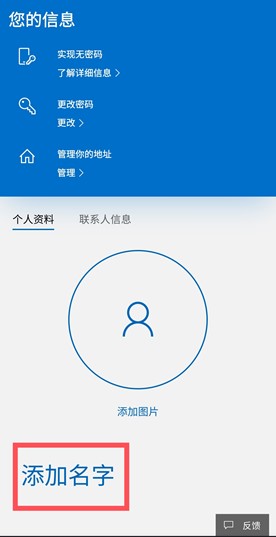 您的信息
实现无密码
了解详细信息 >
更改密码
更改 >
管理你的地址
管理 >
个人资料 联系人信息
添加图片
添加名字
反馈